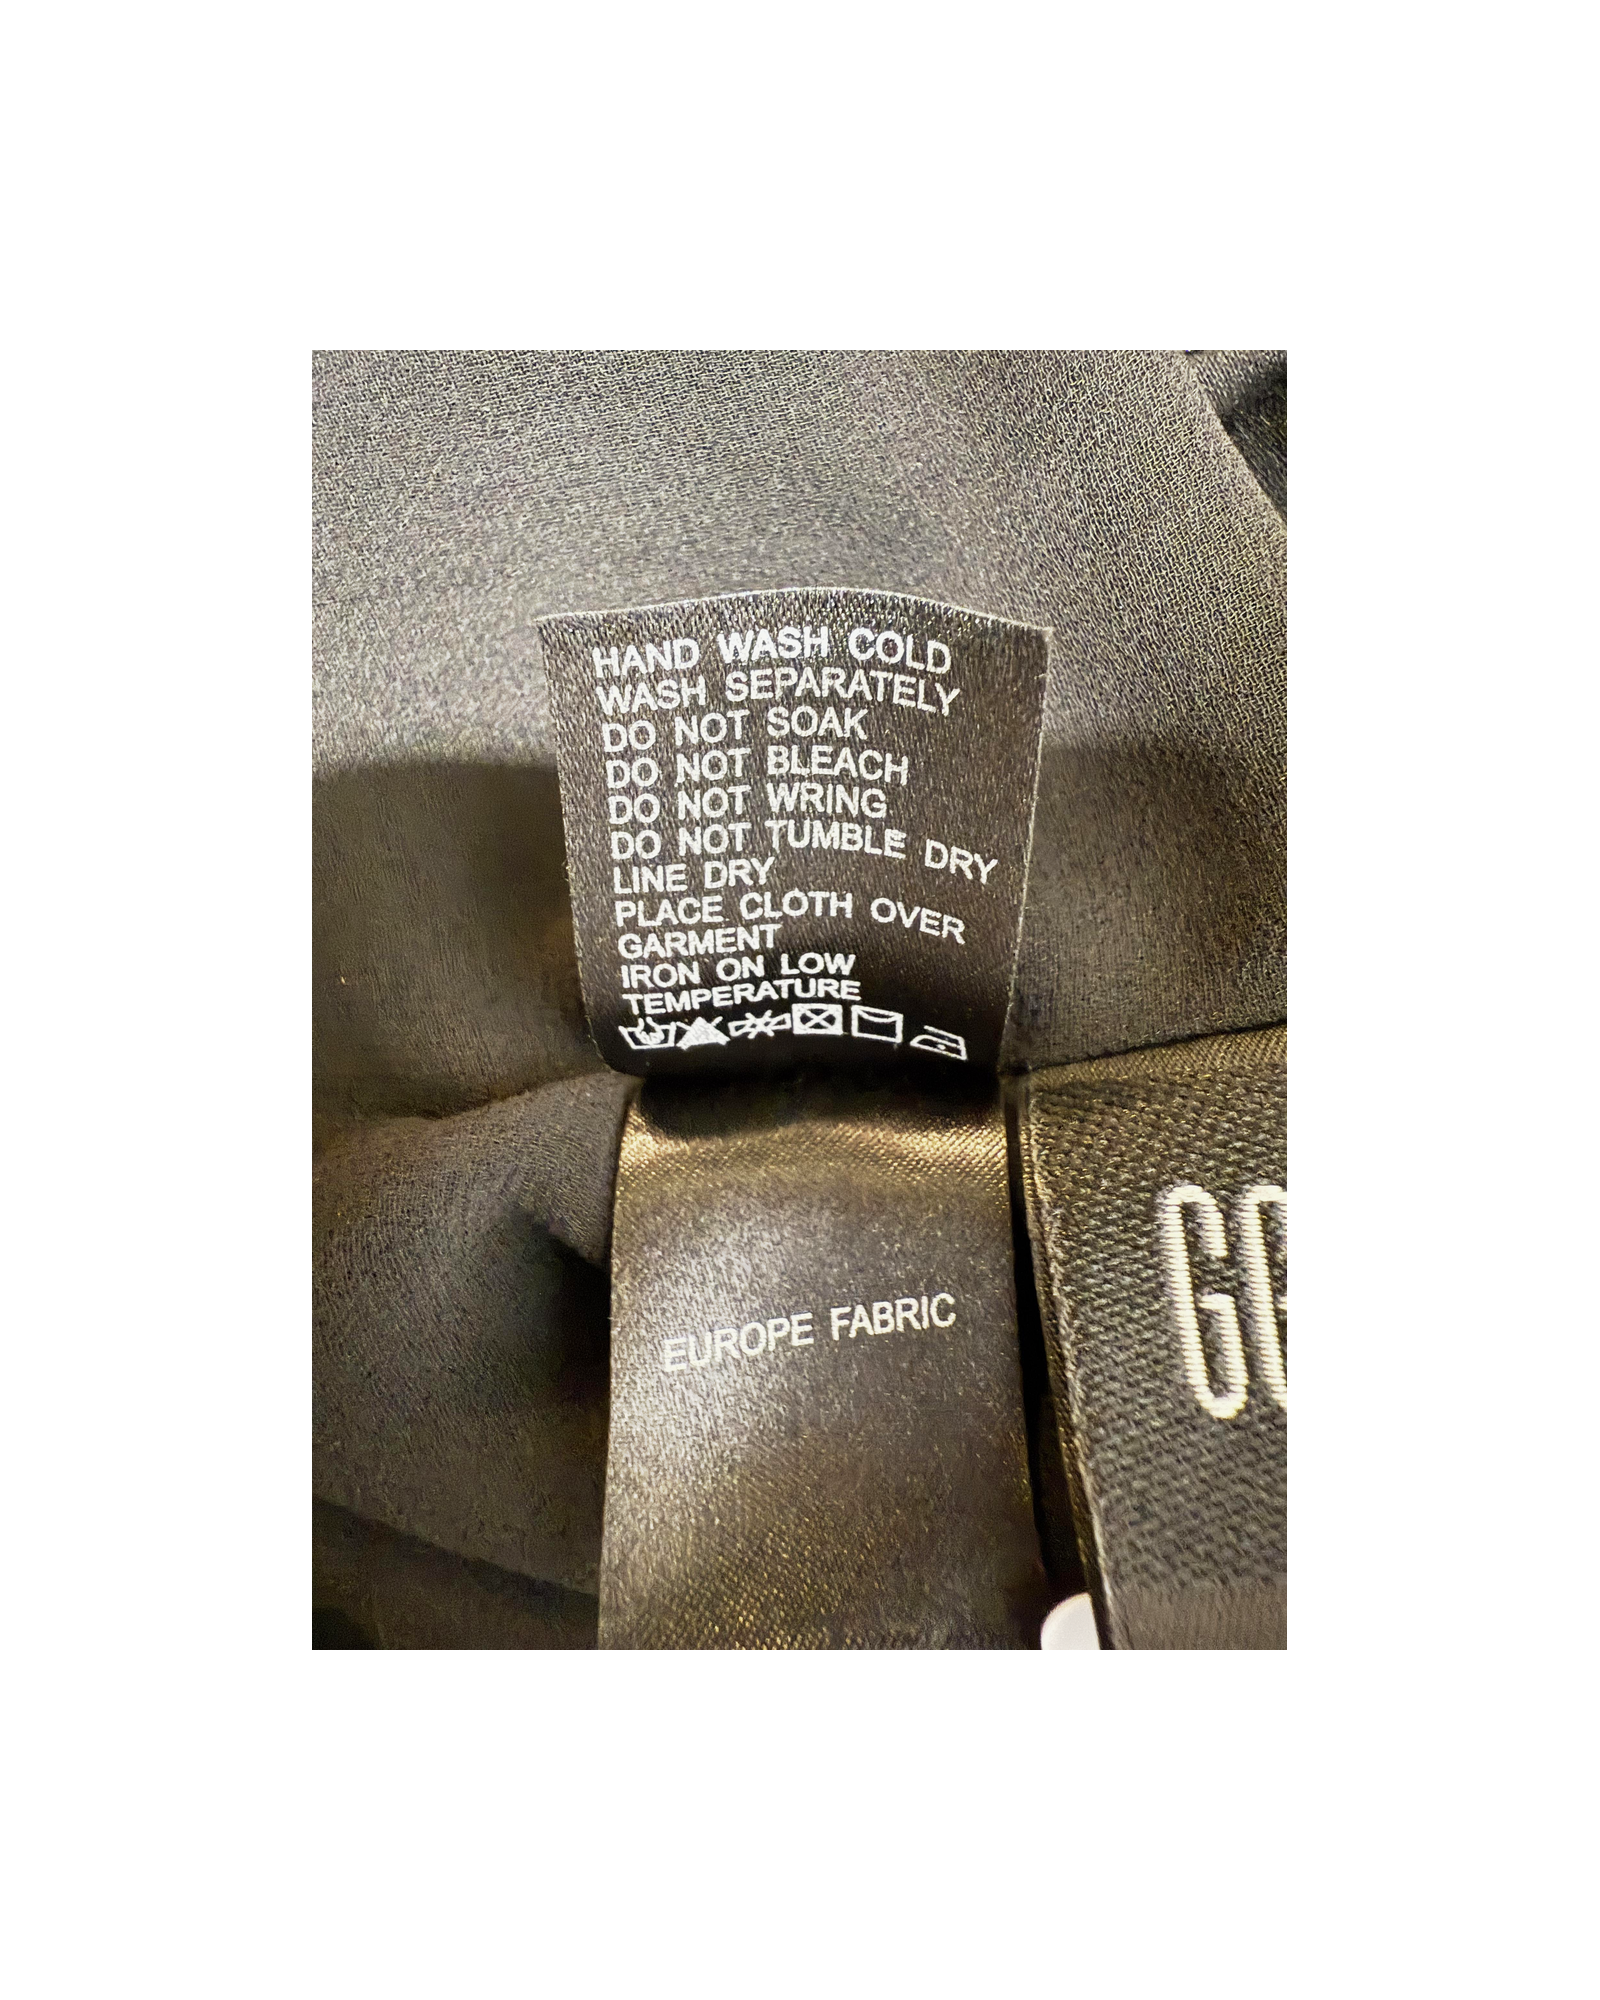 HAND WASH COLD
WASH SEPARATELY
DO NOT SOAK
DO NOT BLEACH
DO NOT WRING
DO NOT TUMBLE DRY
LINE DRY
PLACE CLOTH OVER
GARMENT
IRON ON LOW
TEMPERATURE
EUROPE FABRIC